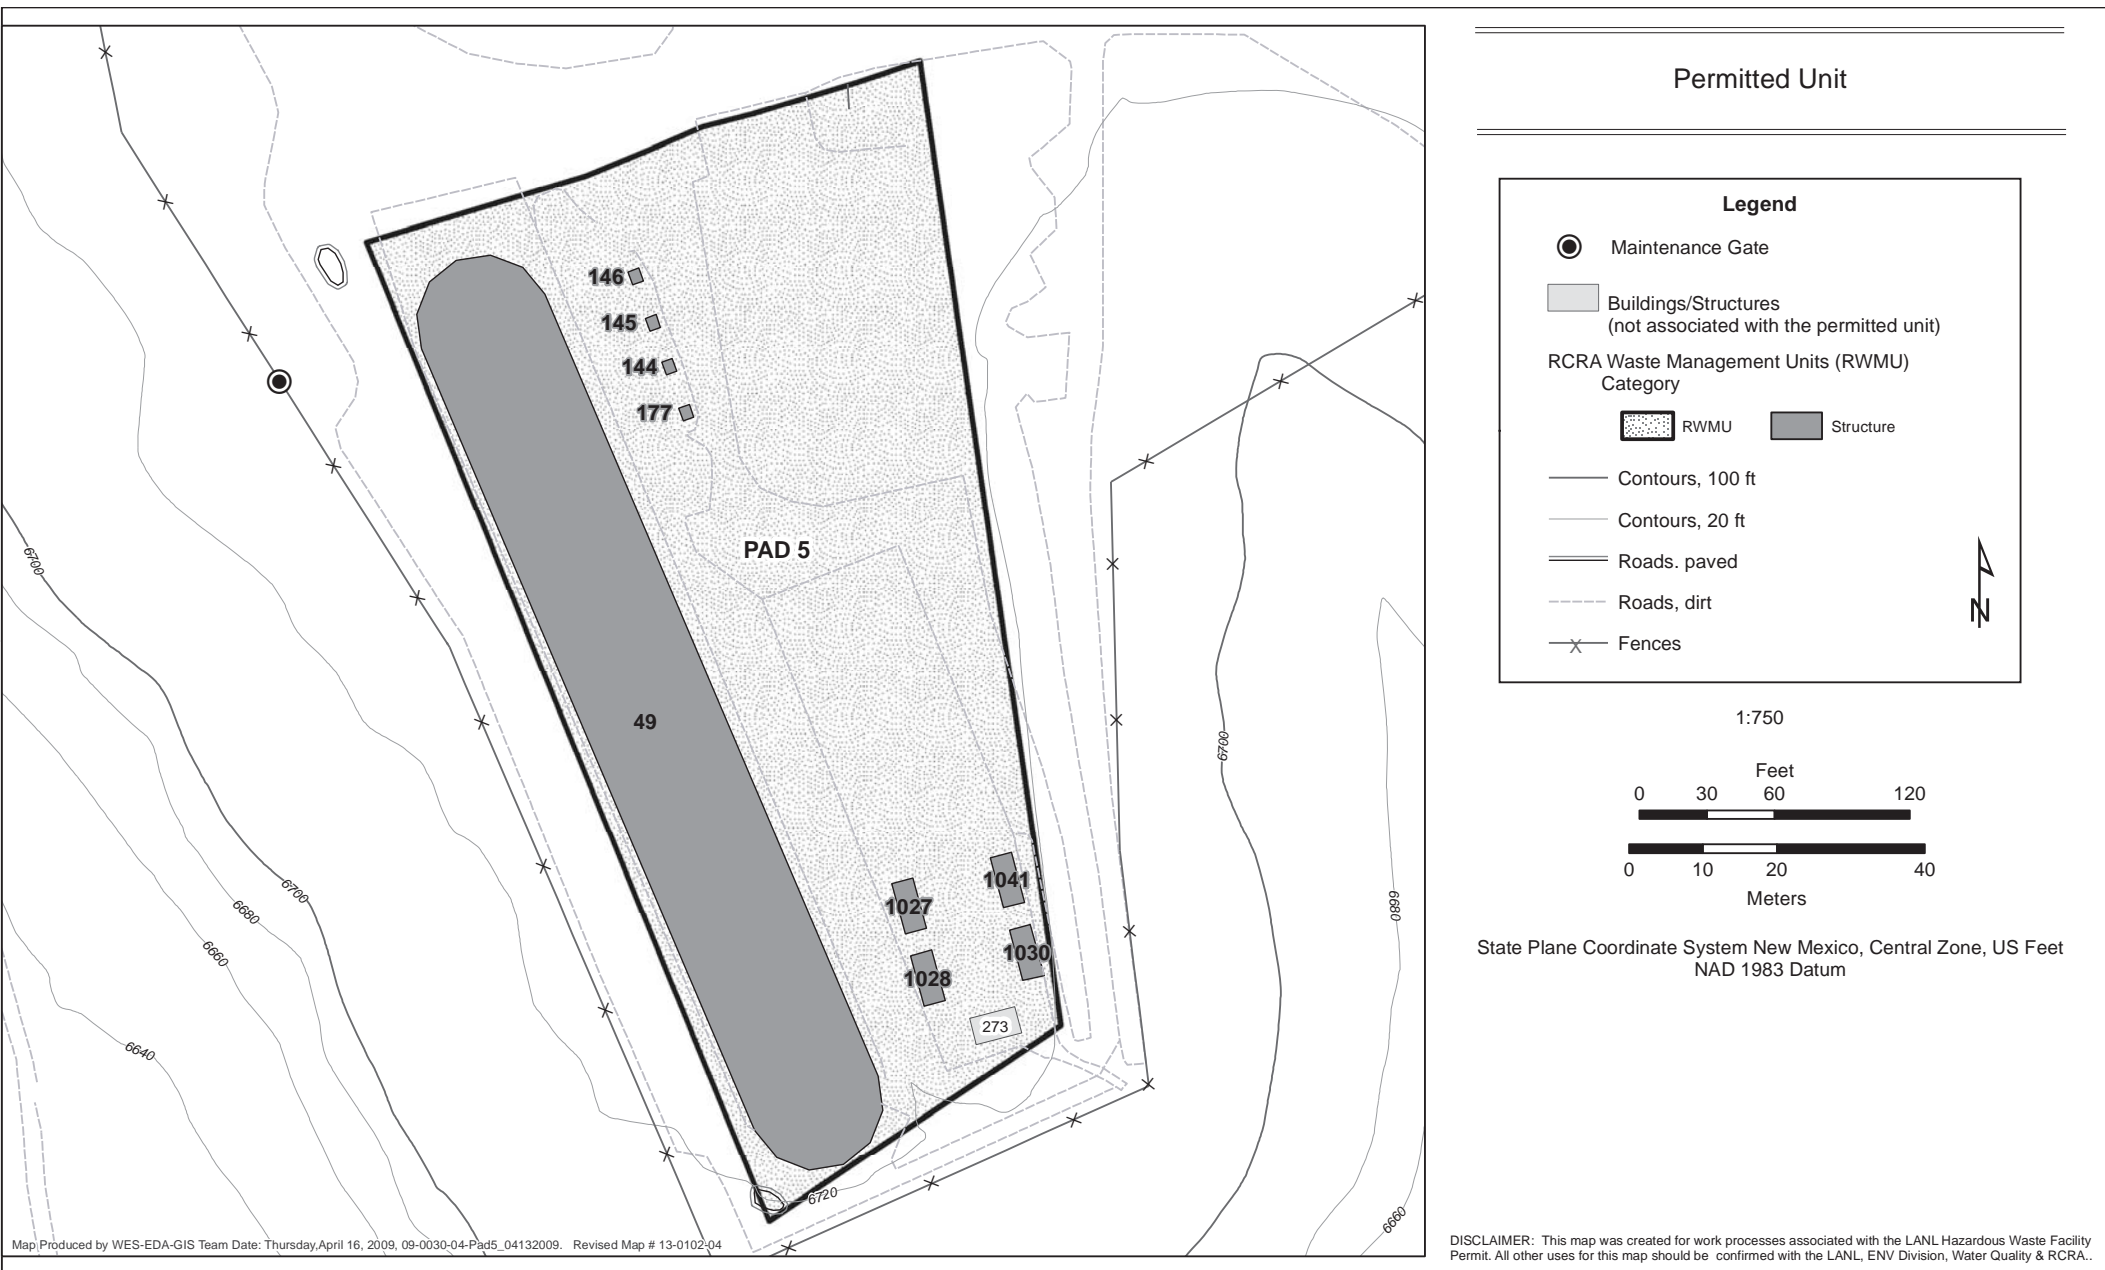 Permitted Unit
Legend
Maintenance Gate
Buildings/Structures
(not associated with the permitted unit)
RCRA Waste Management Units (RWMU)
Category
RWMU
Structure
Contours, 100 ft
Contours, 20 ft
Roads. paved
Roads, dirt
X Fences
N
1:750
Feet
0 30 60 120
0 10 20 40
Meters
State Plane Coordinate System New Mexico, Central Zone, US Feet
NAD 1983 Datum
146
145
144
177
PAD 5
49
1041
1027
1030
1028
273
6700
6700
6700
6680
6680
6660
6640
6720
6660
Map Produced by WES-EDA-GIS Team Date: Thursday,April 16, 2009, 09-0030-04-Pad5_04132009. Revised Map # 13-0102-04
DISCLAIMER: This map was created for work processes associated with the LANL Hazardous Waste Facility
Permit. All other uses for this map should be confirmed with the LANL, ENV Division, Water Quality & RCRA..